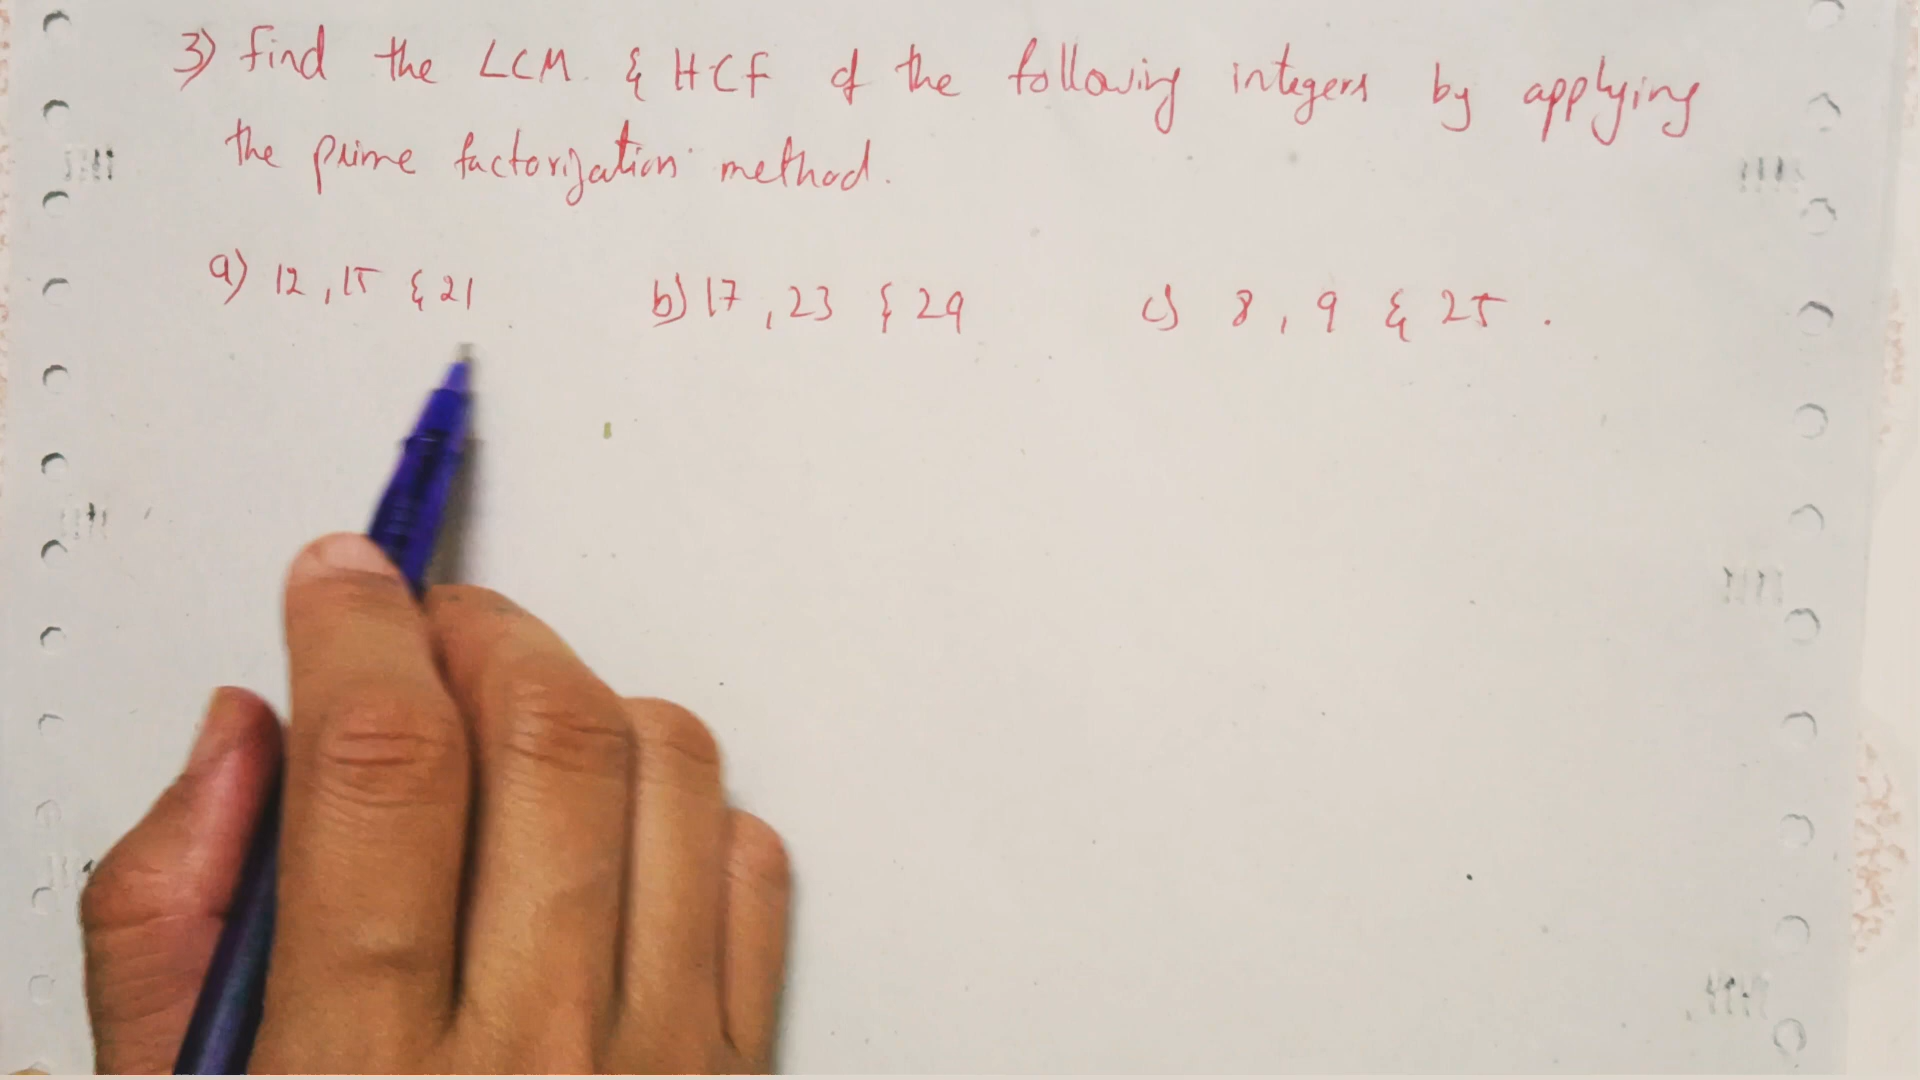 3) find the LCM & HCF of the following integers by applying
the prime factorization method.
a) 12, 15 & 21 b) 17, 23 & 29 c) 8, 9 & 25.